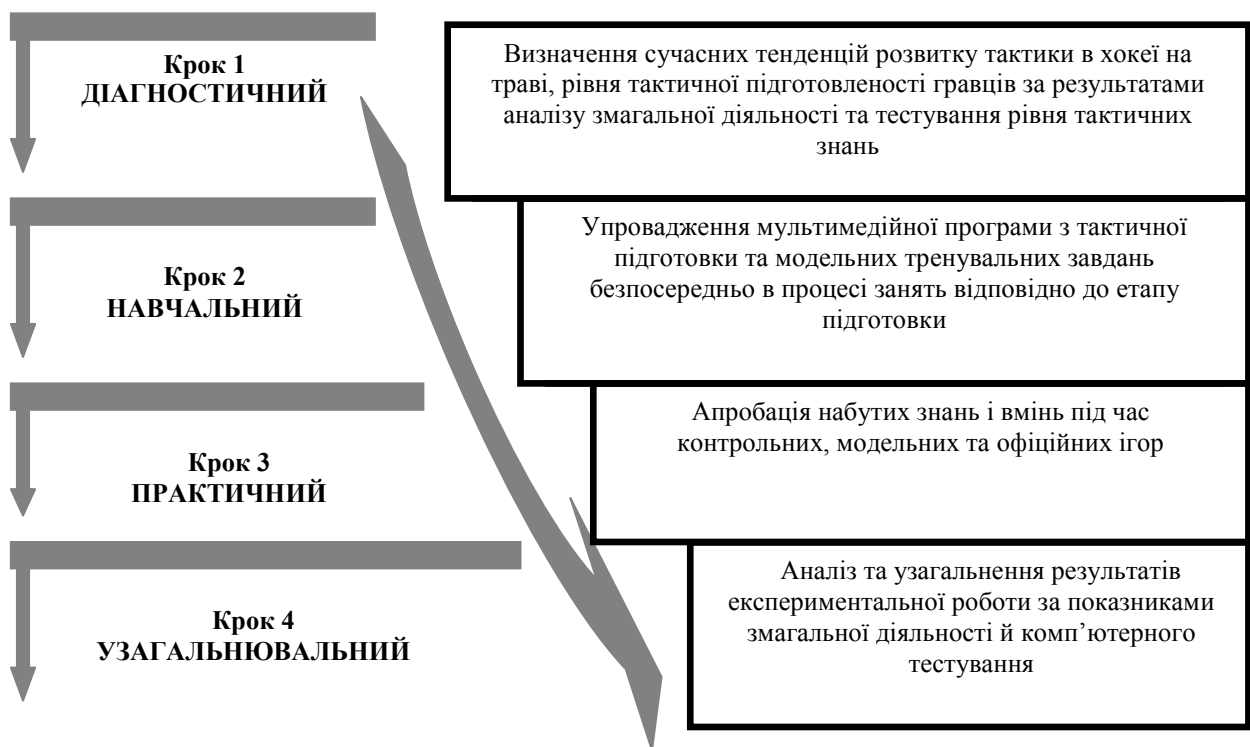 Крок 1
ДІАГНОСТИЧНИЙ
Визначення сучасних тенденцій розвитку тактики в хокеї на
траві, рівня тактичної підготовленості гравців за результатами
аналізу змагальної діяльності та тестування рівня тактичних
знань
Крок 2
НАВЧАЛЬНИЙ
Упровадження мультимедійної програми з тактичної
підготовки та модельних тренувальних завдань
безпосередньо в процесі занять відповідно до етапу
підготовки
Крок 3
ПРАКТИЧНИЙ
Апробація набутих знань і вмінь під час
контрольних, модельних та офіційних ігор
Крок 4
УЗАГАЛЬНЮВАЛЬНИЙ
Аналіз та узагальнення результатів
експериментальної роботи за показниками
змагальної діяльності й комп’ютерного
тестування